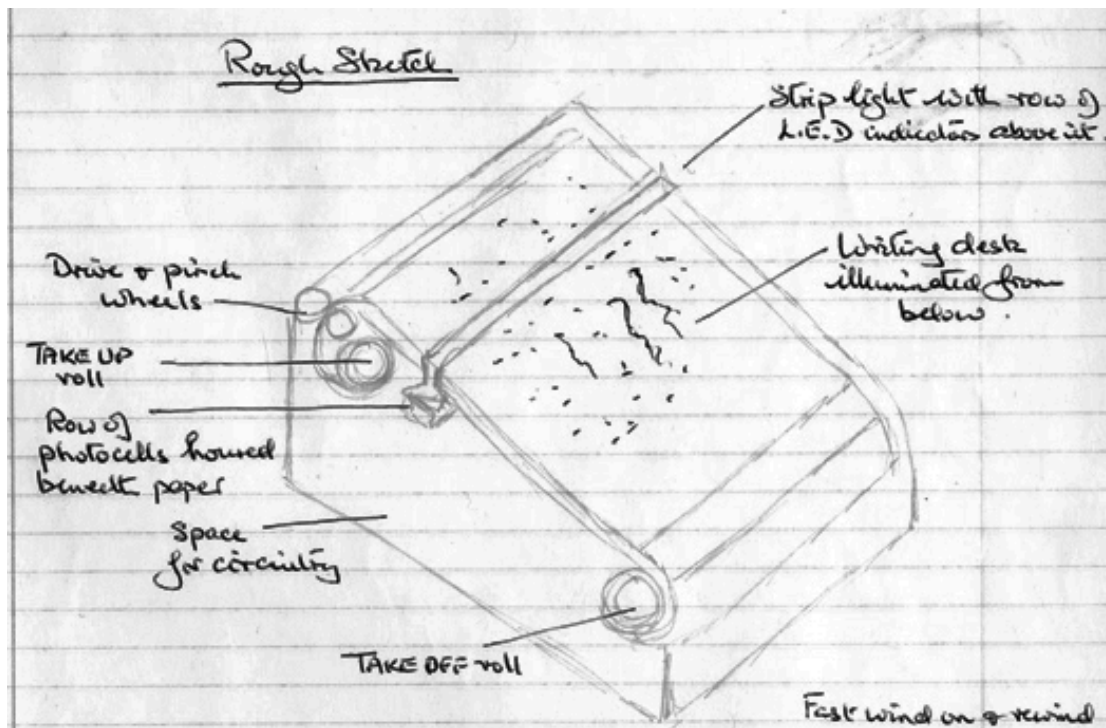 Rough Sketch
Strip light with row of
L.E.D indicators above it.
Writing desk
illuminated from
below.
Drive & pinch
wheels
TAKE UP
roll
Row of
photocells housed
beneath paper
Space
for circuitry
TAKE OFF roll
Fast wind on & rewind